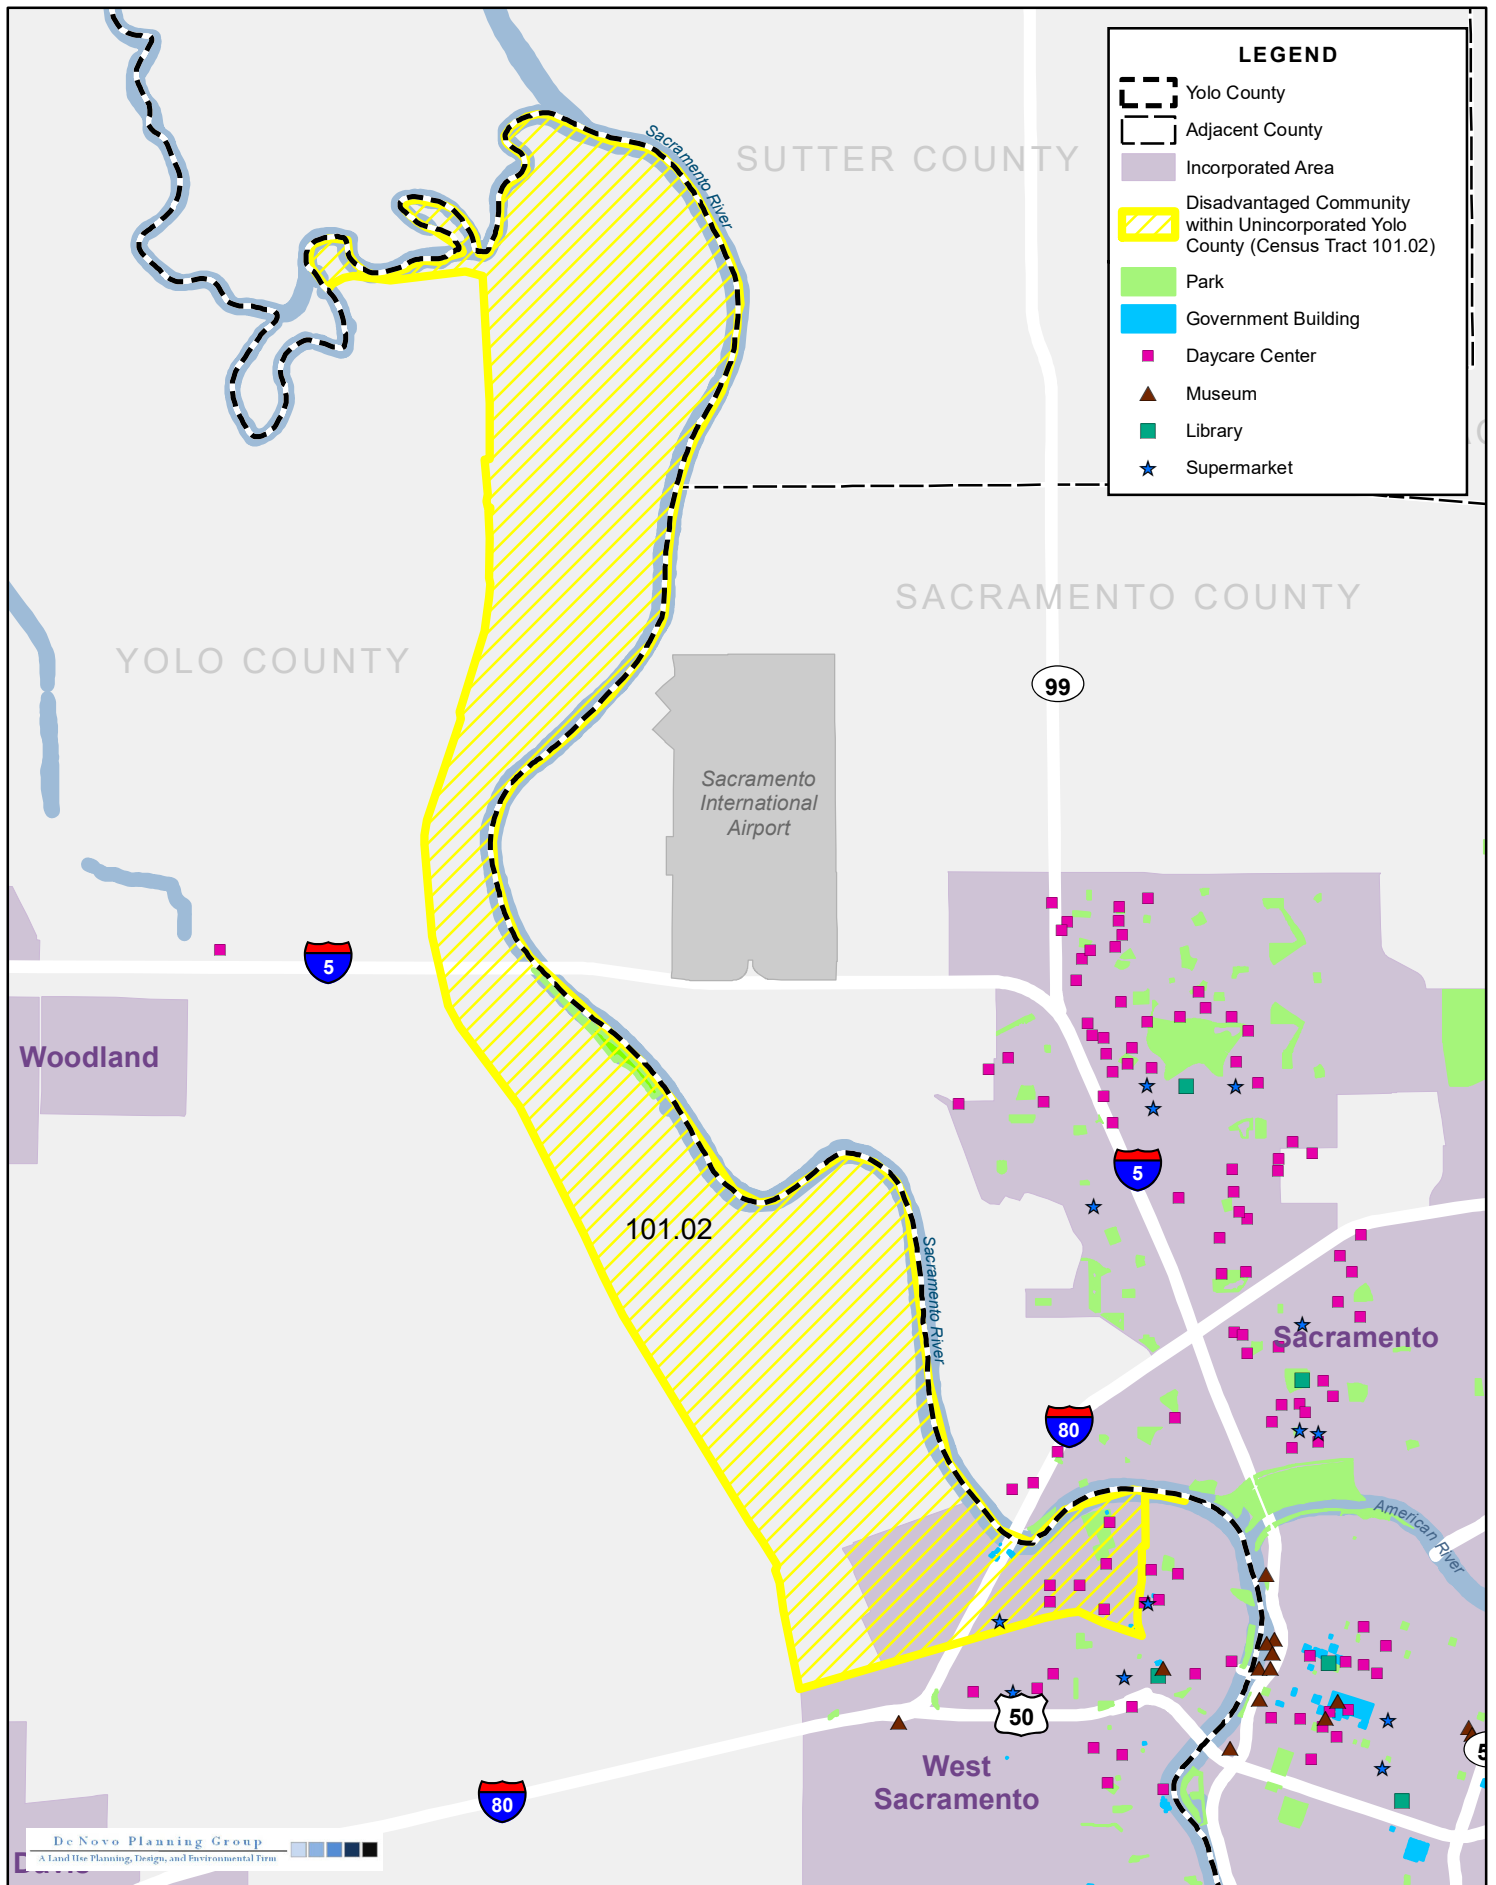 LEGEND
Yolo County
Adjacent County
Incorporated Area
Disadvantaged Community
within Unincorporated Yolo
County (Census Tract 101.02)
Park
Government Building
Daycare Center
Museum
Library
Supermarket
Sacramento River
SUTTER COUNTY
SACRAMENTO COUNTY
YOLO COUNTY
99
Sacramento
International
Airport
5
Woodland
5
101.02
Sacramento River
Sacramento
80
American River
50
West
Sacramento
80
De Novo Planning Group
A Land Use Planning, Design, and Environmental Firm